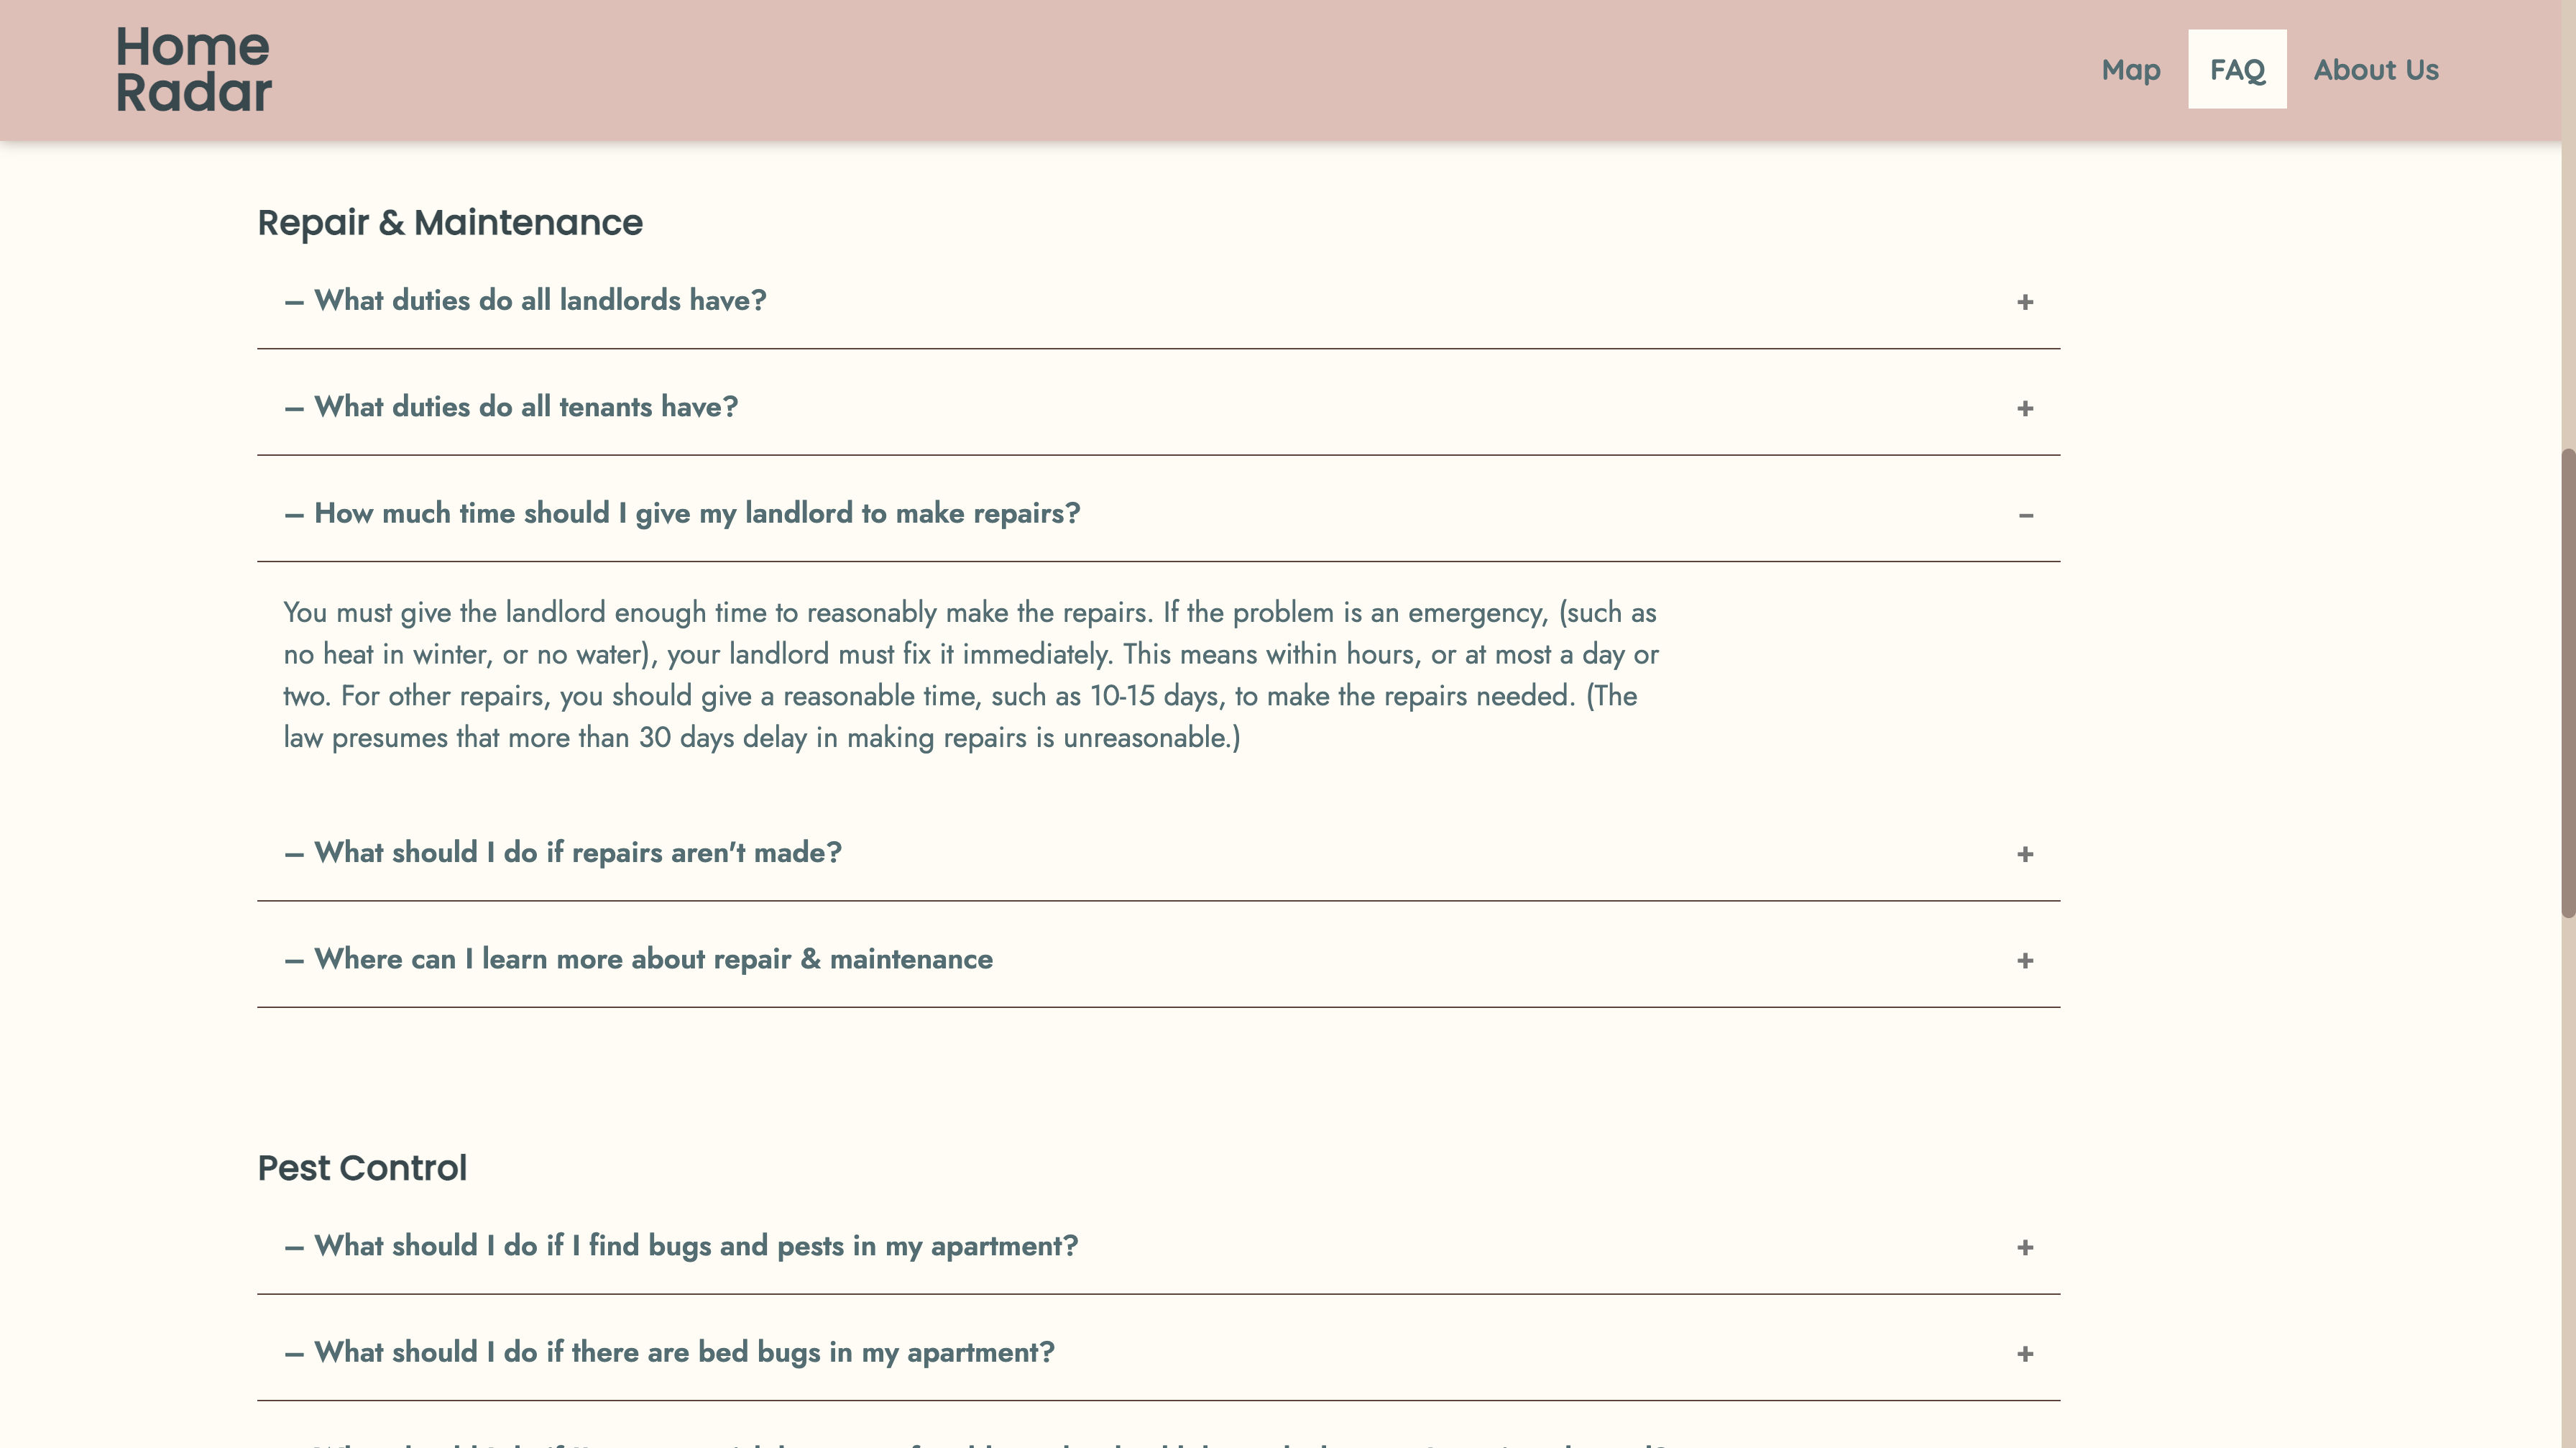 Home
Radar
Map
FAQ
About Us
Repair & Maintenance
– What duties do all landlords have?
+
– What duties do all tenants have?
+
– How much time should I give my landlord to make repairs?
–
You must give the landlord enough time to reasonably make the repairs. If the problem is an emergency, (such as
no heat in winter, or no water), your landlord must fix it immediately. This means within hours, or at most a day or
two. For other repairs, you should give a reasonable time, such as 10-15 days, to make the repairs needed. (The
law presumes that more than 30 days delay in making repairs is unreasonable.)
– What should I do if repairs aren't made?
+
– Where can I learn more about repair & maintenance
+
Pest Control
– What should I do if I find bugs and pests in my apartment?
+
– What should I do if there are bed bugs in my apartment?
+